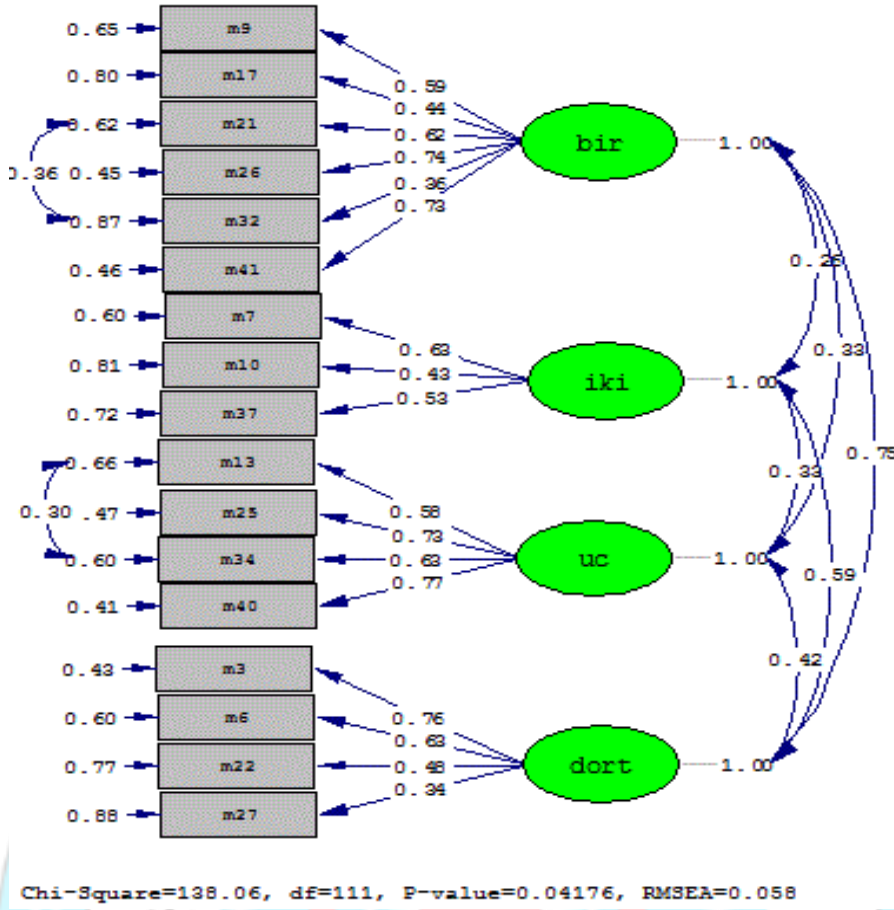 0.65 m9
0.80 m17
0.62 m21
0.36 0.45 m26
0.87 m32
0.46 m41
0.59
0.44
0.62
0.74
0.36
0.73
bir 1.00
0.60 m7
0.81 m10
0.72 m37
0.63
0.43
0.53
iki 1.00
0.66 m13
0.30 .47 m25
0.60 m34
0.41 m40
0.58
0.73
0.63
0.77
uc 1.00
0.43 m3
0.60 m6
0.77 m22
0.88 m27
0.76
0.63
0.48
0.34
dort 1.00
0.33
0.75
0.33
0.59
0.42
Chi-Square=138.06, df=111, P-value=0.04176, RMSEA=0.058